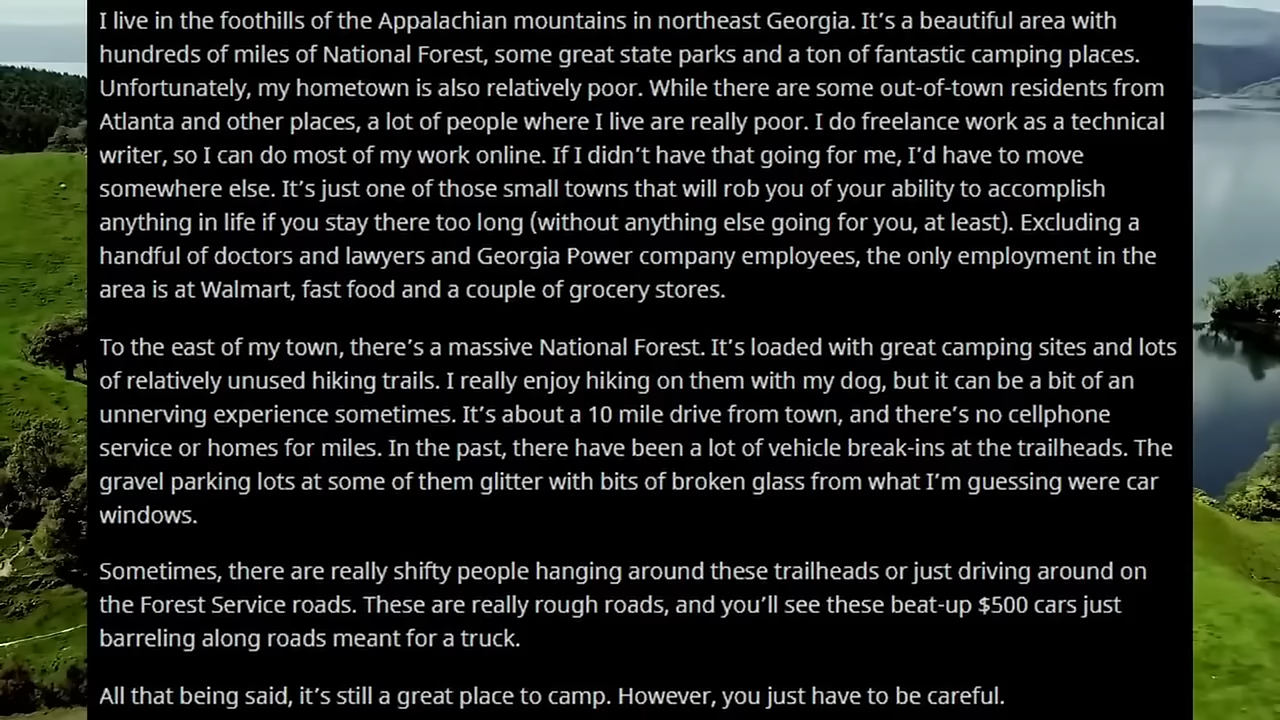 I live in the foothills of the Appalachian mountains in northeast Georgia. It’s a beautiful area with
hundreds of miles of National Forest, some great state parks and a ton of fantastic camping places.
Unfortunately, my hometown is also relatively poor. While there are some out-of-town residents from
Atlanta and other places, a lot of people where I live are really poor. I do freelance work as a technical
writer, so I can do most of my work online. If I didn’t have that going for me, I’d have to move
somewhere else. It’s just one of those small towns that will rob you of your ability to accomplish
anything in life if you stay there too long (without anything else going for you, at least). Excluding a
handful of doctors and lawyers and Georgia Power company employees, the only employment in the
area is at Walmart, fast food and a couple of grocery stores.
To the east of my town, there’s a massive National Forest. It’s loaded with great camping sites and lots
of relatively unused hiking trails. I really enjoy hiking on them with my dog, but it can be a bit of an
unnerving experience sometimes. It’s about a 10 mile drive from town, and there’s no cellphone
service or homes for miles. In the past, there have been a lot of vehicle break-ins at the trailheads. The
gravel parking lots at some of them glitter with bits of broken glass from what I’m guessing were car
windows.
Sometimes, there are really shifty people hanging around these trailheads or just driving around on
the Forest Service roads. These are really rough roads, and you’ll see these beat-up $500 cars just
barreling along roads meant for a truck.
All that being said, it’s still a great place to camp. However, you just have to be careful.